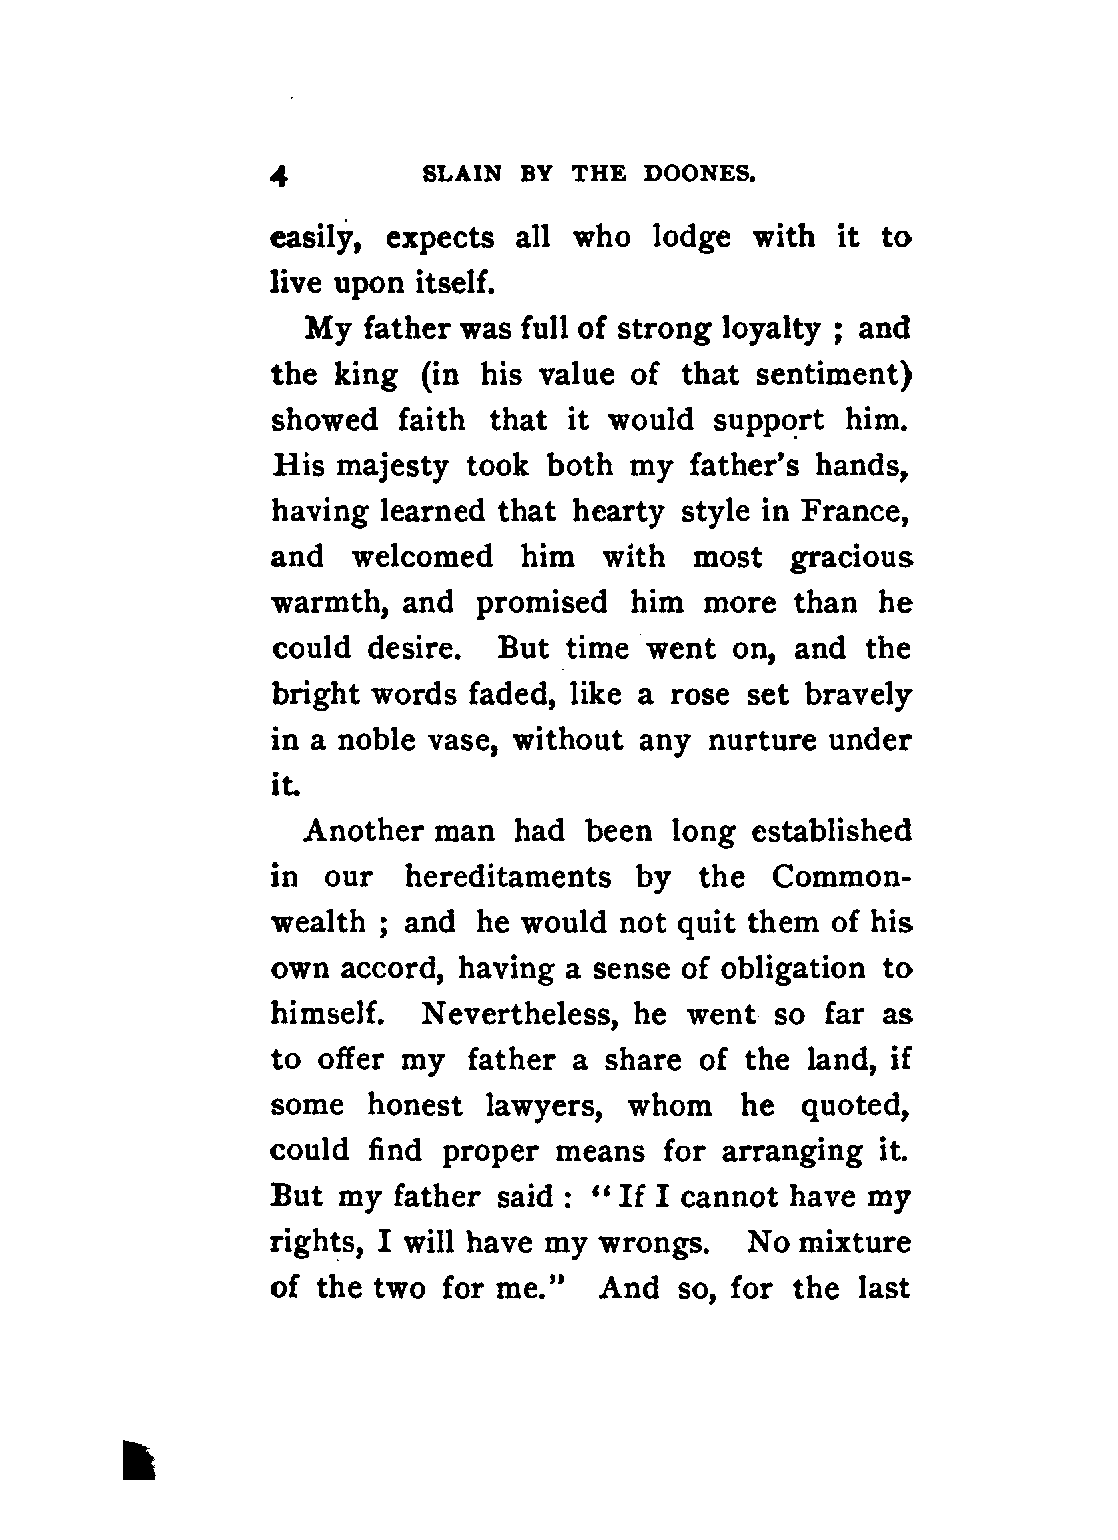 4 SLAIN BY THE DOONES.
easily, expects all who lodge with it to
live upon itself.
My father was full of strong loyalty ; and
the king (in his value of that sentiment)
showed faith that it would support him.
His majesty took both my father's hands,
having learned that hearty style in France,
and welcomed him with most gracious
warmth, and promised him more than he
could desire. But time went on, and the
bright words faded, like a rose set bravely
in a noble vase, without any nurture under
it.
Another man had been long established
in our hereditaments by the Common-
wealth ; and he would not quit them of his
own accord, having a sense of obligation to
himself. Nevertheless, he went so far as
to offer my father a share of the land, if
some honest lawyers, whom he quoted,
could find proper means for arranging it.
But my father said : “ If I cannot have my
rights, I will have my wrongs. No mixture
of the two for me.” And so, for the last